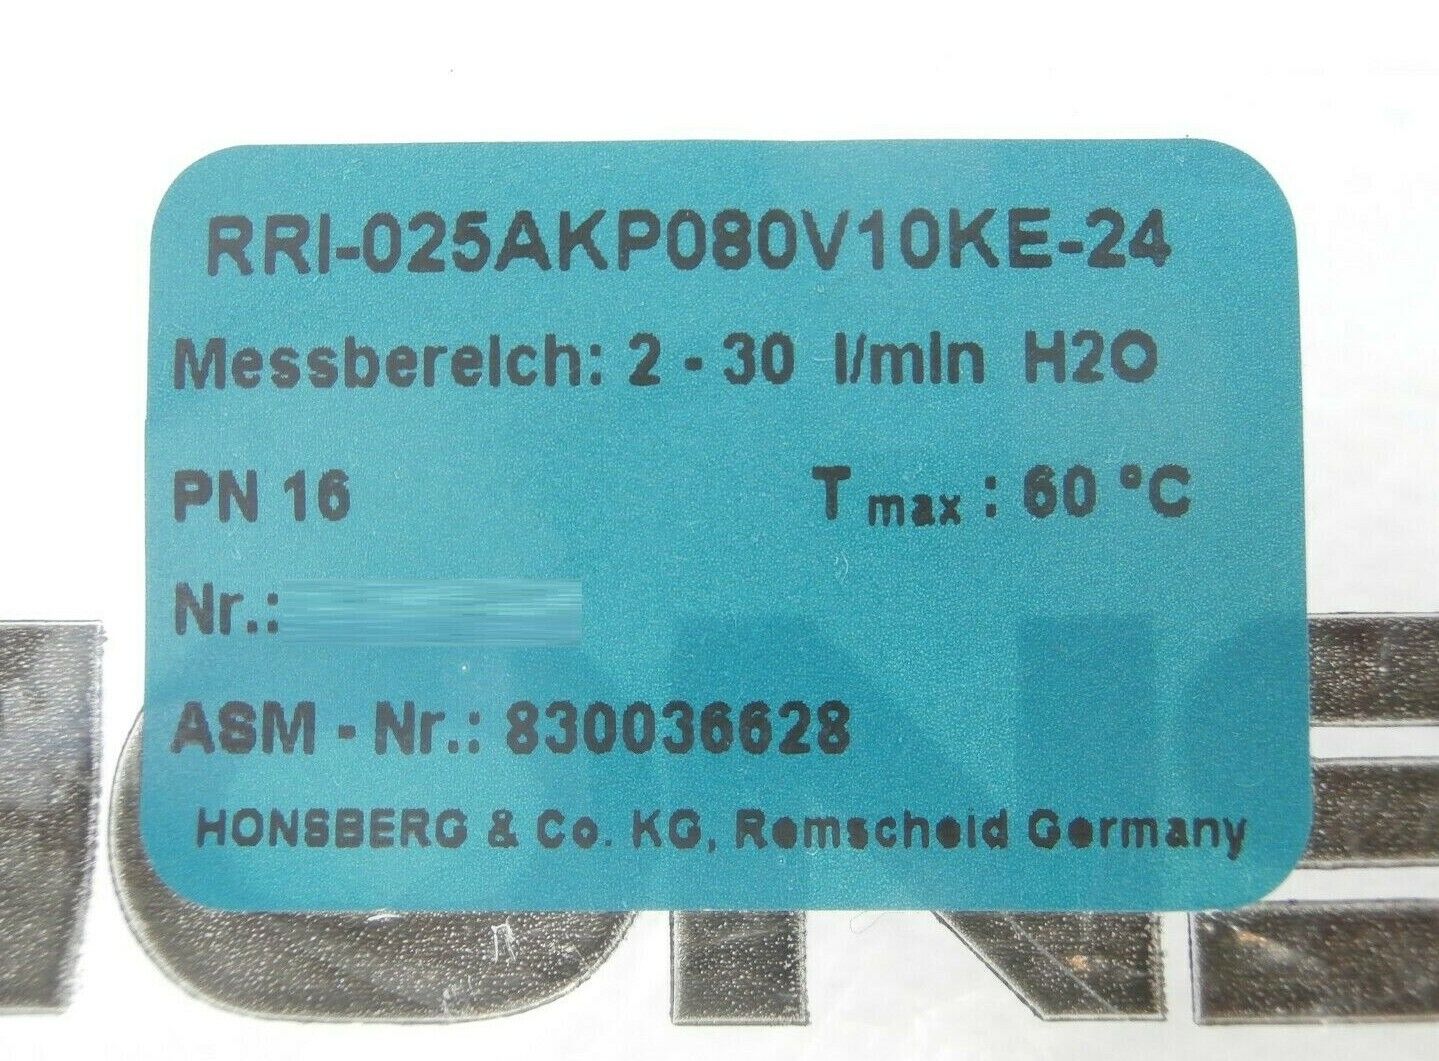 RRI-025AKP080V10KE-24
Messbereich: 2 - 30 l/min H2O
PN 16 T max : 60 °C
Nr.:
ASM - Nr.: 830036628
HONSBERG & Co. KG, Remscheid Germany